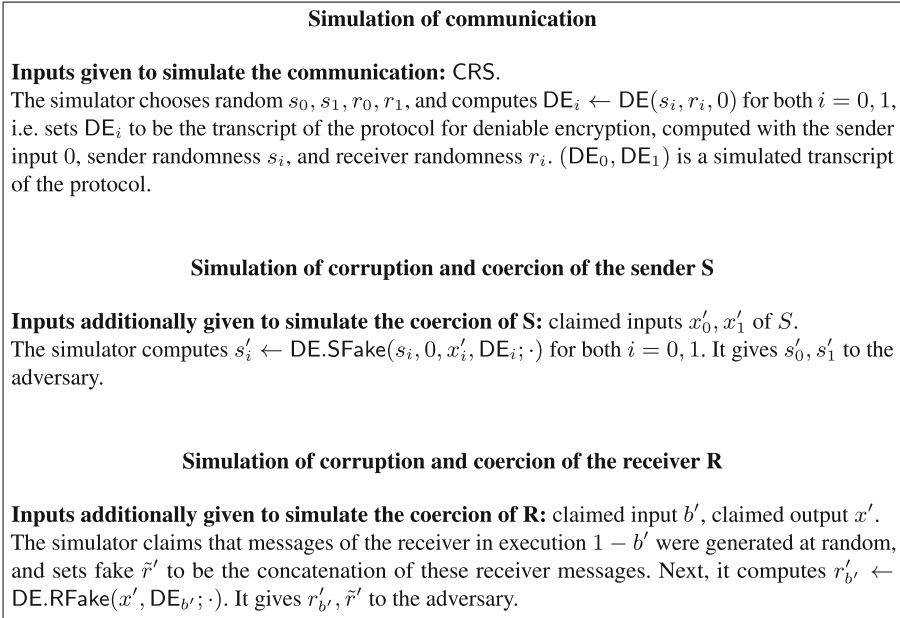 Simulation of communication
Inputs given to simulate the communication: CRS.
The simulator chooses random s₀, s₁, r₀, r₁, and computes DEᵢ ← DE(sᵢ, rᵢ, 0) for both i = 0, 1,
i.e. sets DEᵢ to be the transcript of the protocol for deniable encryption, computed with the sender
input 0, sender randomness sᵢ, and receiver randomness rᵢ. (DE₀, DE₁) is a simulated transcript
of the protocol.
Simulation of corruption and coercion of the sender S
Inputs additionally given to simulate the coercion of S: claimed inputs x′₀, x′₁ of S.
The simulator computes s′ᵢ ← DE.SFake(sᵢ, 0, x′ᵢ, DEᵢ; ·) for both i = 0, 1. It gives s′₀, s′₁ to the
adversary.
Simulation of corruption and coercion of the receiver R
Inputs additionally given to simulate the coercion of R: claimed input b′, claimed output x′.
The simulator claims that messages of the receiver in execution 1 − b′ were generated at random,
and sets fake r̃′ to be the concatenation of these receiver messages. Next, it computes r′_{b′} ←
DE.RFake(x′, DE_{b′}; ·). It gives r′_{b′}, r̃′ to the adversary.